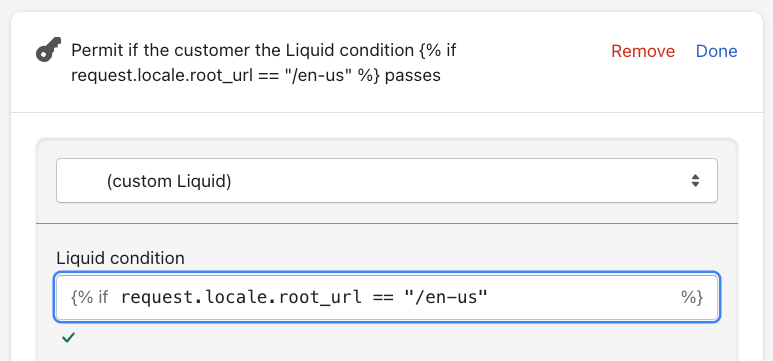 Permit if the customer the Liquid condition {% if
request.locale.root_url == "/en-us" %} passes
Remove
Done
(custom Liquid)
Liquid condition
{% if request.locale.root_url == "/en-us" %}